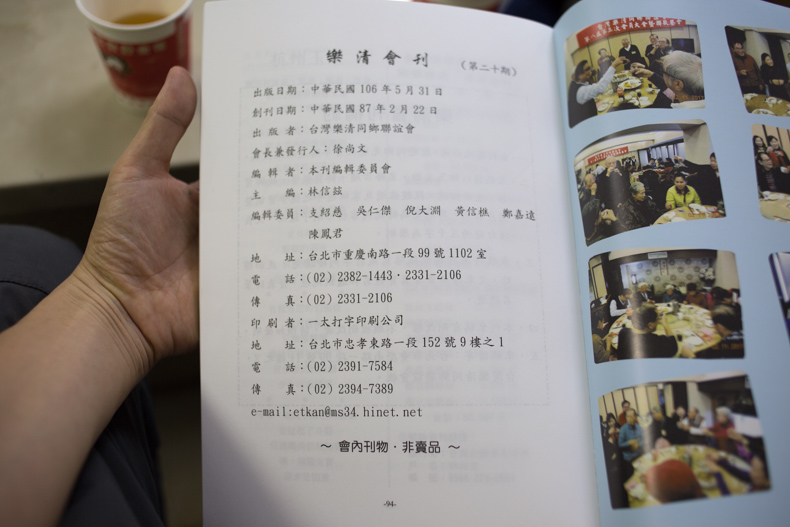 樂清會刊 （第二十期）
出版日期：中華民國 106 年 5 月 31 日
創刊日期：中華民國 87 年 2 月 22 日
出 版 者：台灣樂清同鄉聯誼會
會長兼發行人：徐尚文
編 輯 者：本刊編輯委員會
主　　編：林信玆
編輯委員：支紹慈　吳仁傑　倪大淵　黃信樵　鄭嘉遠
陳鳳君
地　　址：台北市重慶南路一段 99 號 1102 室
電　　話：(02) 2382-1443・2331-2106
傳　　真：(02) 2331-2106
印 刷 者：一太打字印刷公司
地　　址：台北市忠孝東路一段 152 號 9 樓之 1
電　　話：(02) 2391-7584
傳　　真：(02) 2394-7389
e-mail:etkan@ms34.hinet.net
～ 會內刊物・非賣品 ～
-94-